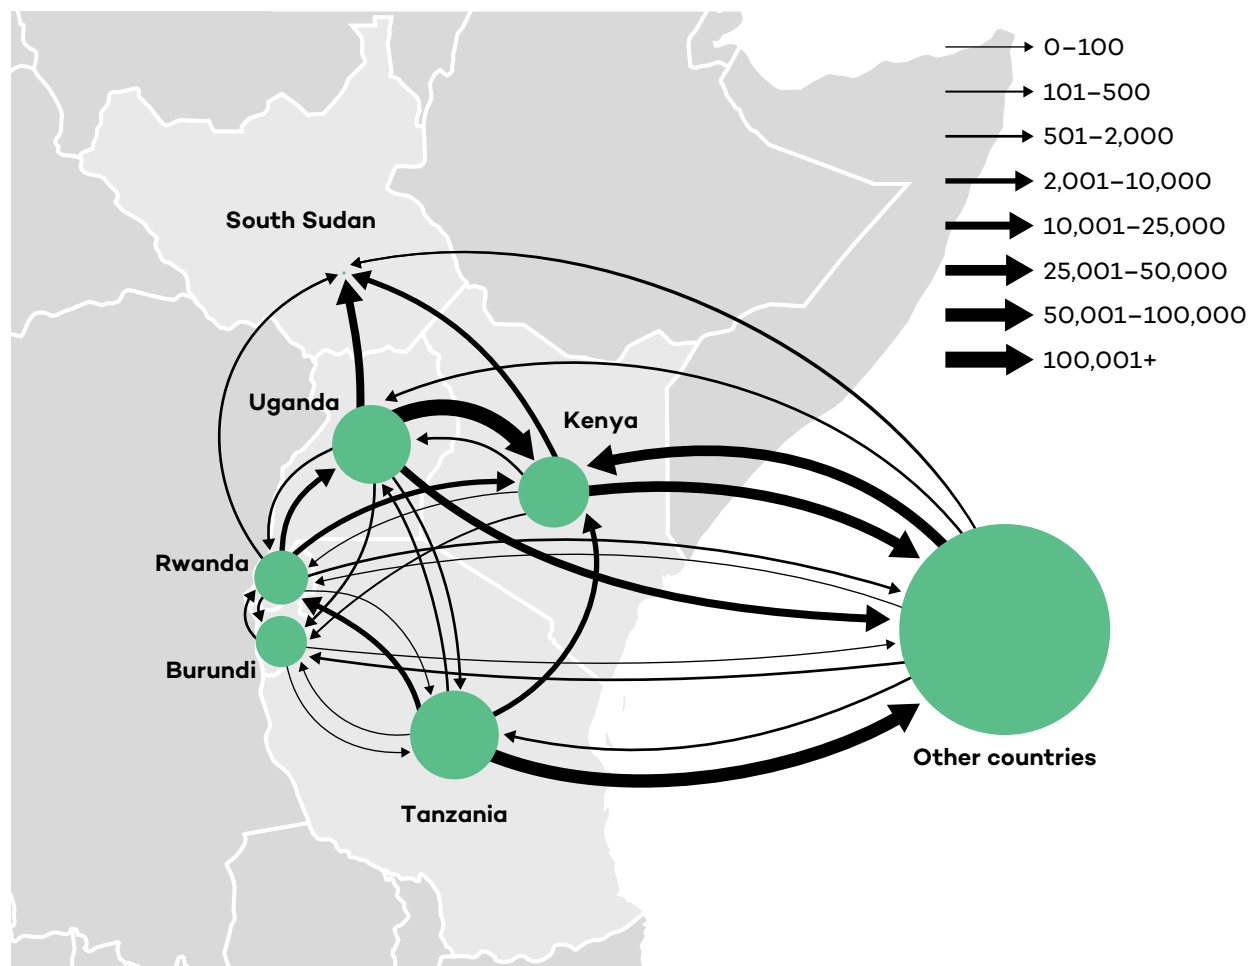 0–100
101–500
501–2,000
2,001–10,000
10,001–25,000
25,001–50,000
50,001–100,000
100,001+
South Sudan
Uganda
Kenya
Rwanda
Burundi
Other countries
Tanzania